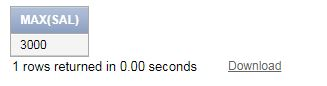 MAX(SAL)
3000
1 rows returned in 0.00 seconds Download